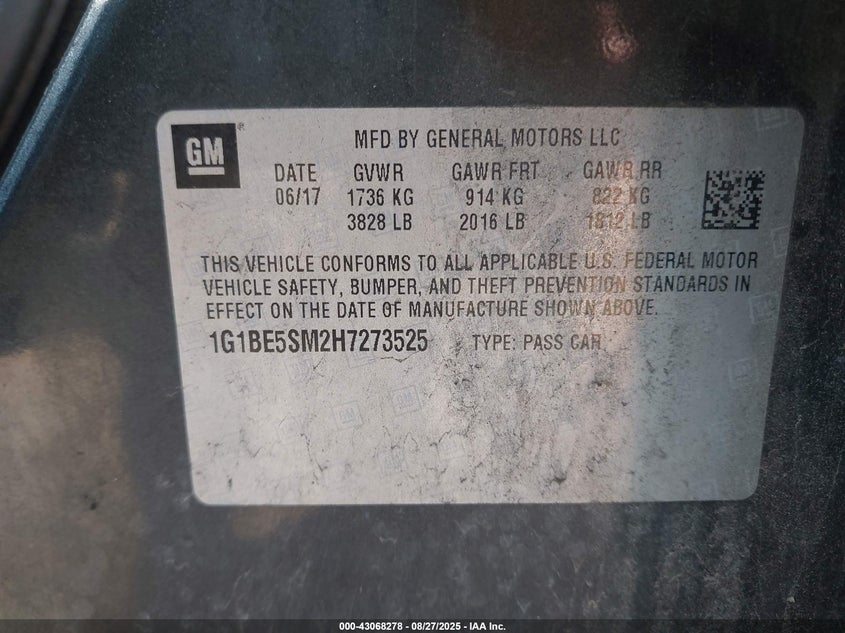 GM
MFD BY GENERAL MOTORS LLC
DATE GVWR GAWR FRT GAWR RR
06/17 1736 KG 914 KG 822 KG
3828 LB 2016 LB 1812 LB
THIS VEHICLE CONFORMS TO ALL APPLICABLE U.S. FEDERAL MOTOR
VEHICLE SAFETY, BUMPER, AND THEFT PREVENTION STANDARDS IN
EFFECT ON THE DATE OF MANUFACTURE SHOWN ABOVE.
1G1BE5SM2H7273525 TYPE: PASS CAR
000-43068278 - 08/27/2025 - IAA Inc.